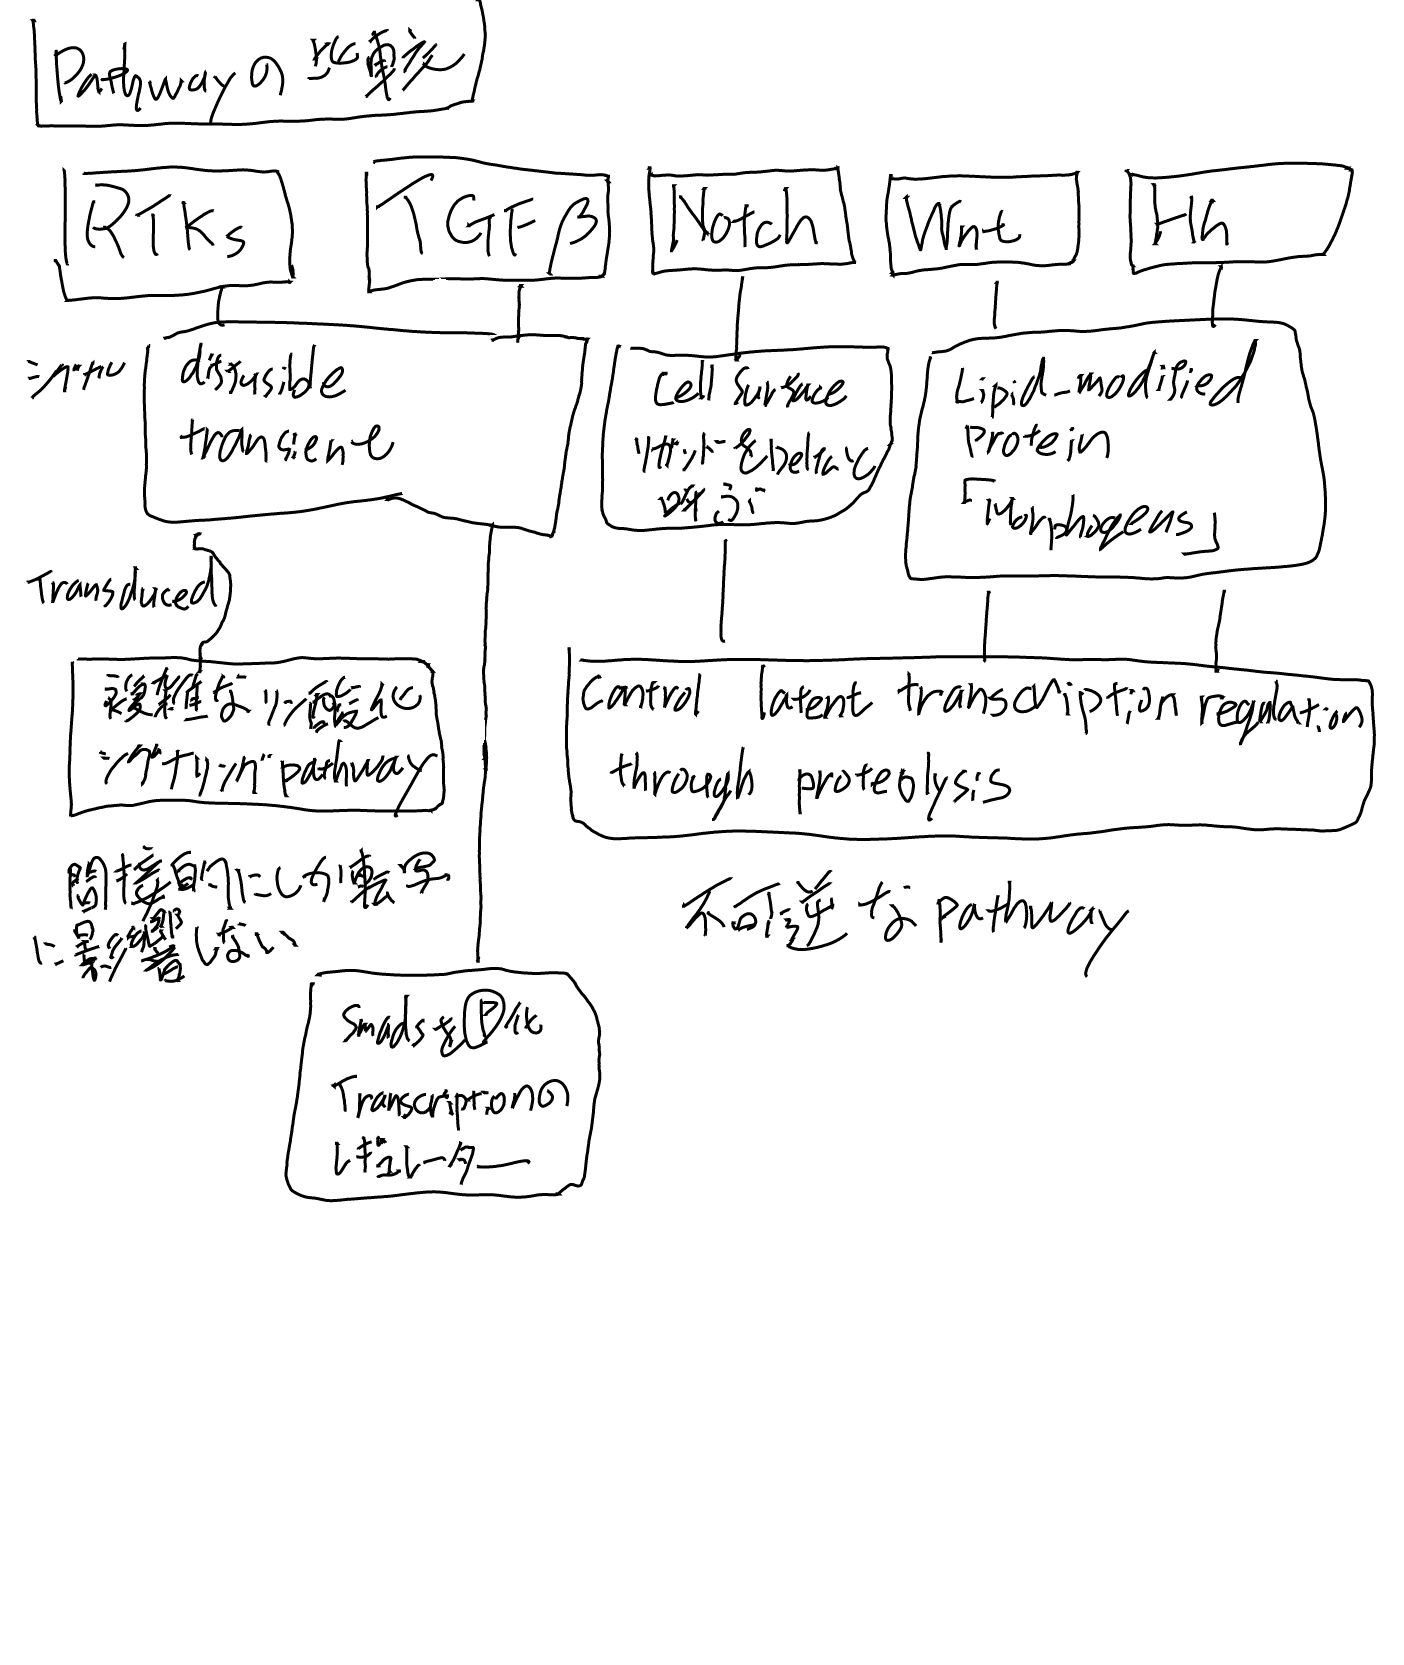 Pathwayの比較
RTKs
TGFβ
Notch
Wnt
Hh
シグナル
diffusible
transient
Cell surface
リガンドをDeltaと
呼ぶ
Lipid-modified
protein
「Morphogens」
Transduced
複雑なリン酸化
シグナリングpathway
Control latent transcription regulation
through proteolysis
間接的にしか転写
に影響しない
不可逆なpathway
SmadsをⓅ化
Transcriptionの
レギュレーター